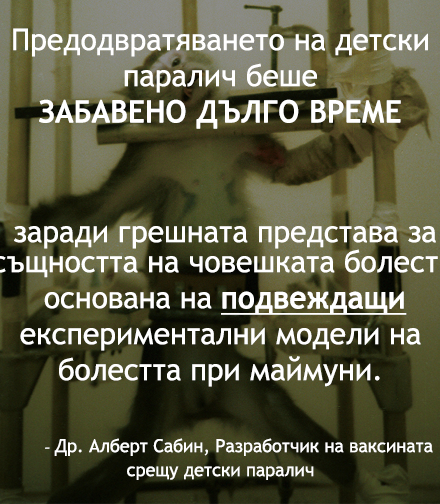 Предодвратяването на детски
паралич беше
ЗАБАВЕНО ДЪЛГО ВРЕМЕ
заради грешната представа за
същността на човешката болест
основана на подвеждащи
експериментални модели на
болестта при маймуни.
- Др. Алберт Сабин, Разработчик на ваксината
срещу детски паралич